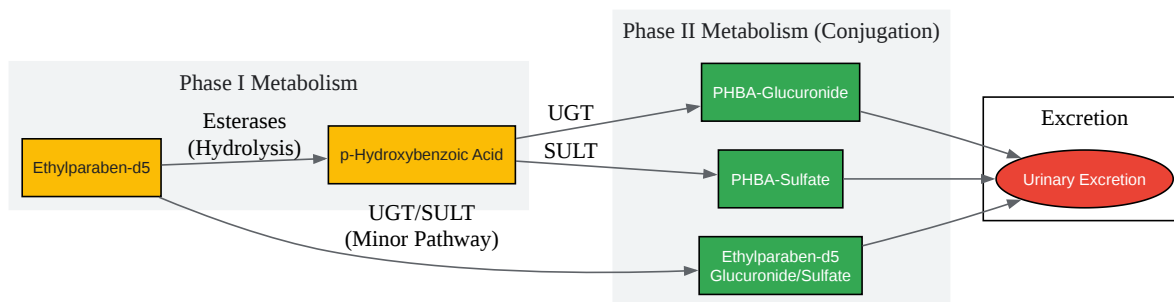 Phase I Metabolism
Ethylparaben-d5
Esterases
(Hydrolysis)
p-Hydroxybenzoic Acid
UGT
SULT
UGT/SULT
(Minor Pathway)
Phase II Metabolism (Conjugation)
PHBA-Glucuronide
PHBA-Sulfate
Ethylparaben-d5
Glucuronide/Sulfate
Excretion
Urinary Excretion